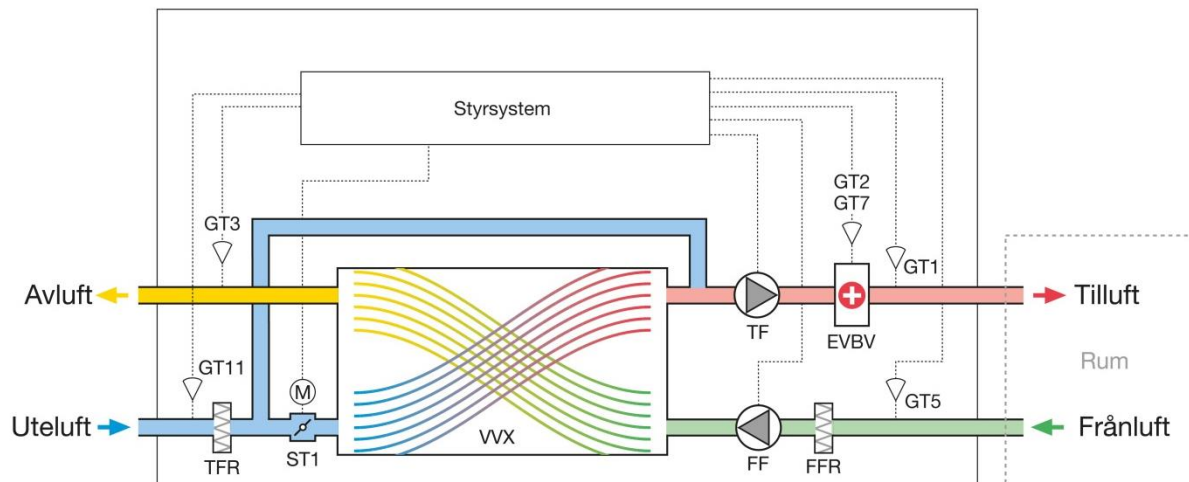 Styrsystem
GT2
GT7
GT3
GT1
Avluft
Tilluft
TF
EVBV
Rum
GT11
M
GT5
Uteluft
Frånluft
TFR
ST1
VVX
FF
FFR